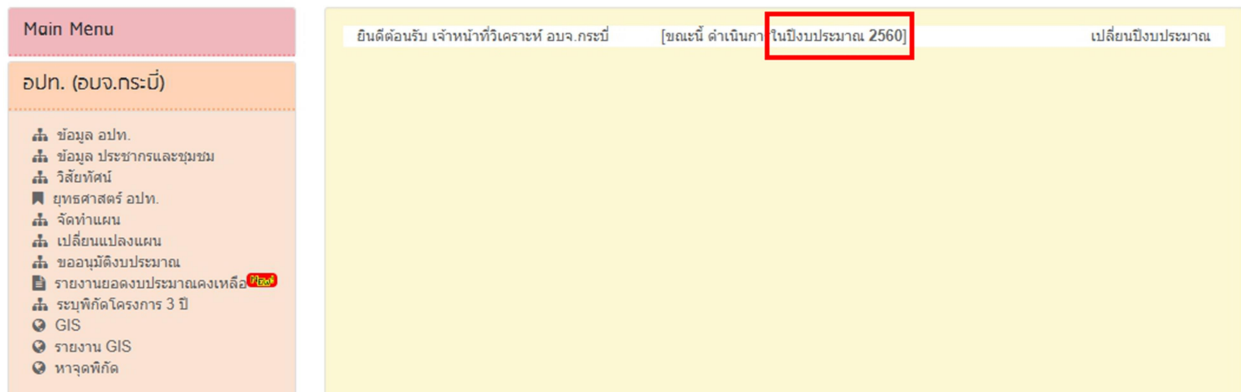 Main Menu
อปท. (อบจ.กระบี่)
ข้อมูล อปท.
ข้อมูล ประชากรและชุมชม
วิสัยทัศน์
ยุทธศาสตร์ อปท.
จัดทำแผน
เปลี่ยนแปลงแผน
ขออนุมัติงบประมาณ
รายงานยอดงบประมาณคงเหลือ
ระบุพิกัดโครงการ 3 ปี
GIS
รายงาน GIS
หาจุดพิกัด
ยินดีต้อนรับ เจ้าหน้าที่วิเคราะห์ อบจ.กระบี่ [ขณะนี้ ดำเนินกา ในปีงบประมาณ 2560] เปลี่ยนปีงบประมาณ